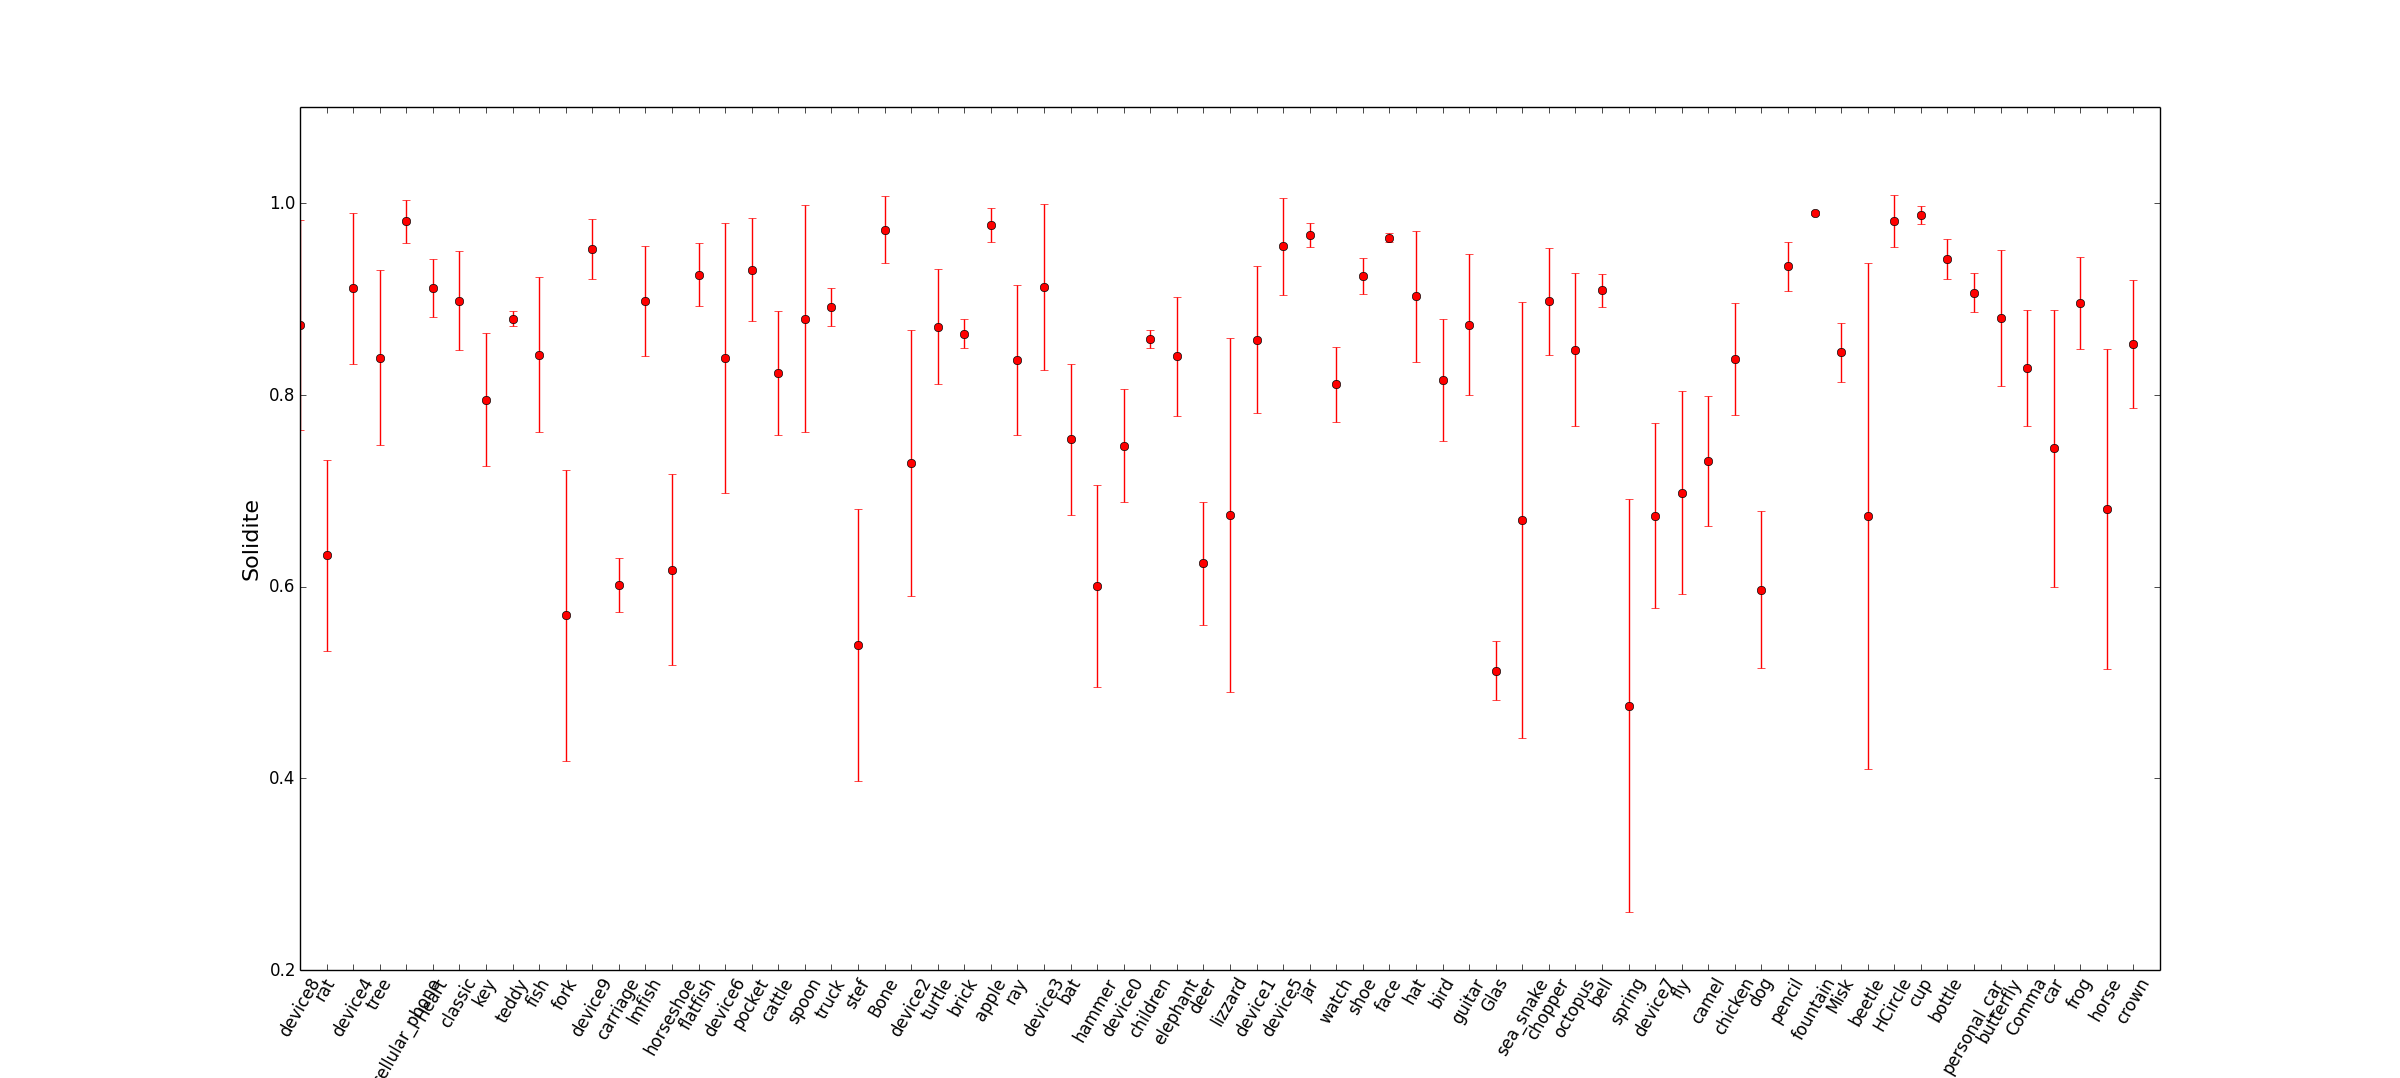 Solidite
1.0
0.8
0.6
0.4
0.2
device8
rat
device4
tree
cellular_phone
Heart
classic
key
teddy
fish
fork
device9
carriage
lmfish
horseshoe
flatfish
device6
pocket
cattle
spoon
truck
stef
Bone
device2
turtle
brick
apple
ray
device3
bat
hammer
device0
children
elephant
deer
lizzard
device1
device5
jar
watch
shoe
face
hat
bird
guitar
Glas
sea_snake
chopper
octopus
bell
spring
device7
fly
camel
chicken
dog
pencil
fountain
Misk
beetle
HCircle
cup
bottle
personal_car
butterfly
Comma
car
frog
horse
crown